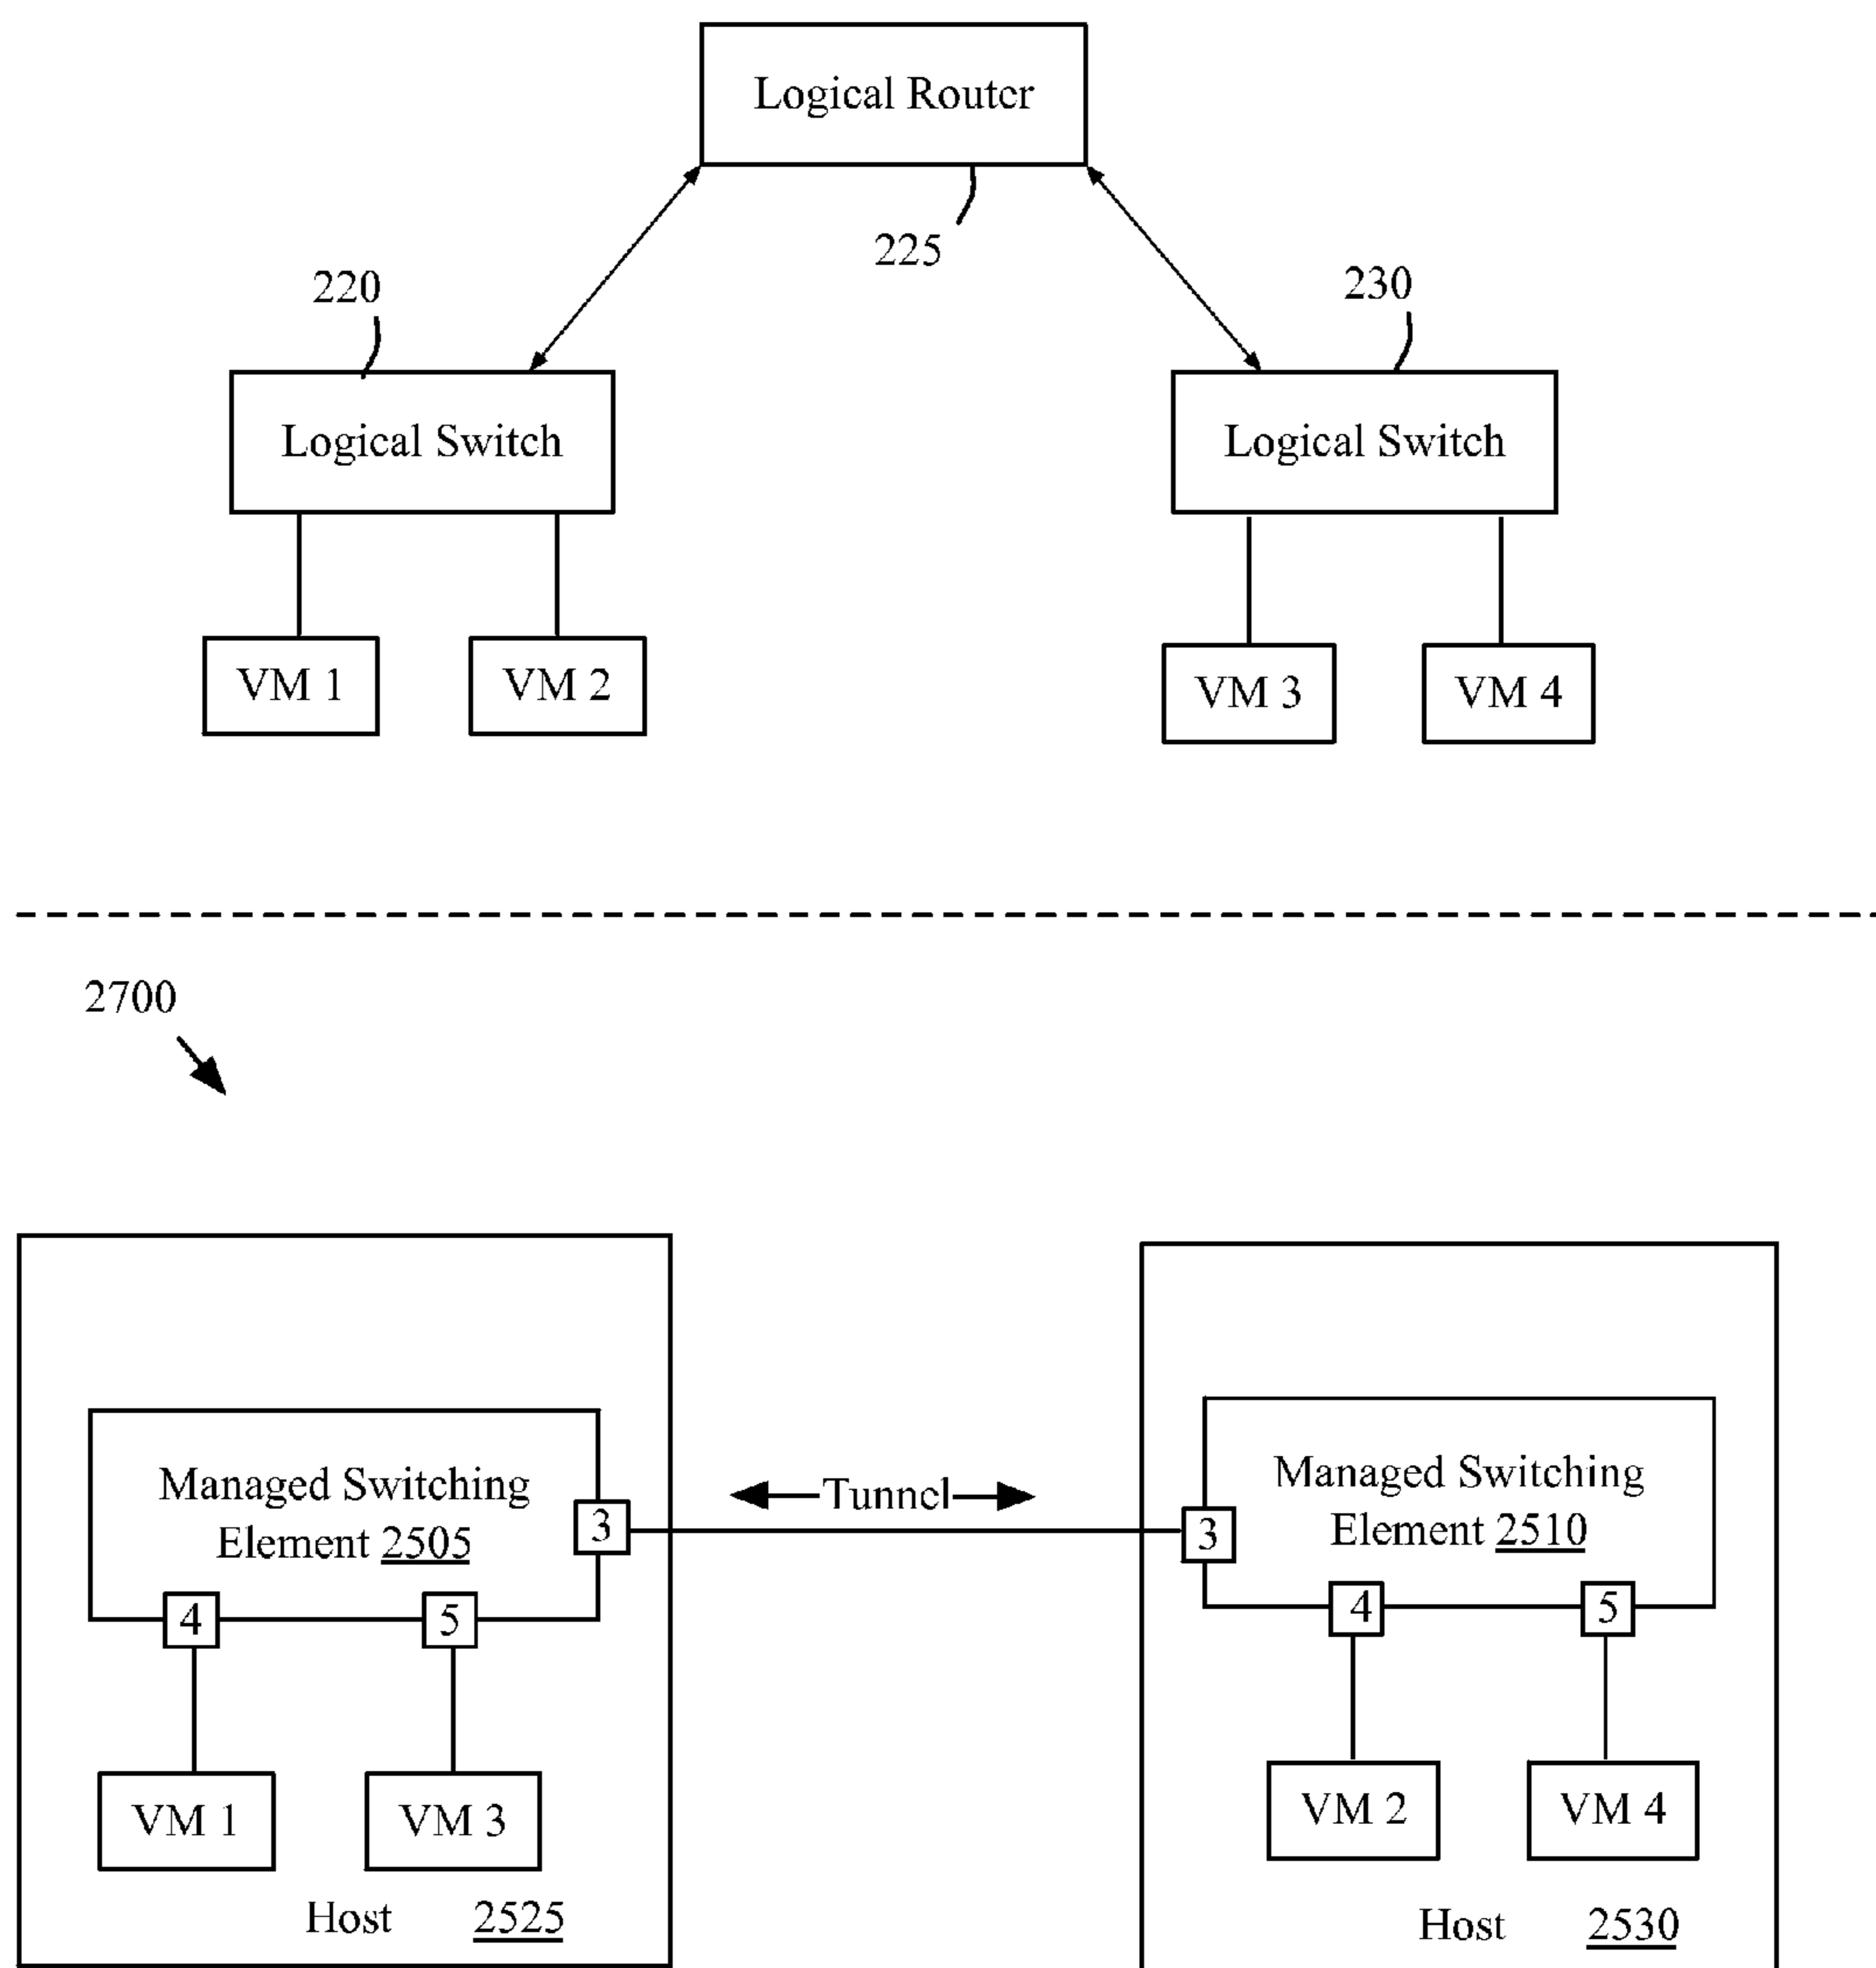 Logical Router
225
220
230
Logical Switch
Logical Switch
VM 1
VM 2
VM 3
VM 4
2700
Managed Switching
Element 2505
3
4
5
Tunnel
Managed Switching
Element 2510
3
4
5
VM 1
VM 3
VM 2
VM 4
Host 2525
Host 2530